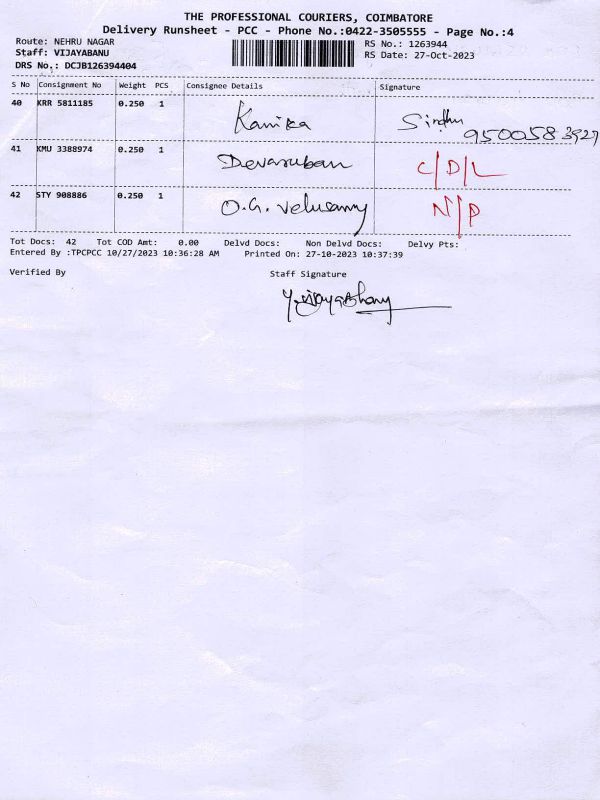 THE PROFESSIONAL COURIERS, COIMBATORE
Delivery Runsheet - PCC - Phone No.:0422-3505555 - Page No.:4
Route: NEHRU NAGAR RS No.: 1263944
Staff: VIJAYABANU RS Date: 27-Oct-2023
DRS No.: DCJB126394404
S No Consignment No Weight PCS Consignee Details Signature
40 KRR 5811185 0.250 1 Kanika Sindhu
9500583927
41 KMU 3388974 0.250 1 Devaruban C/D/L
42 STY 908886 0.250 1 O.G. Velusamy N/P
Tot Docs: 42 Tot COD Amt: 0.00 Delvd Docs: Non Delvd Docs: Delvy Pts:
Entered By :TPCPCC 10/27/2023 10:36:28 AM Printed On: 27-10-2023 10:37:39
Verified By Staff Signature